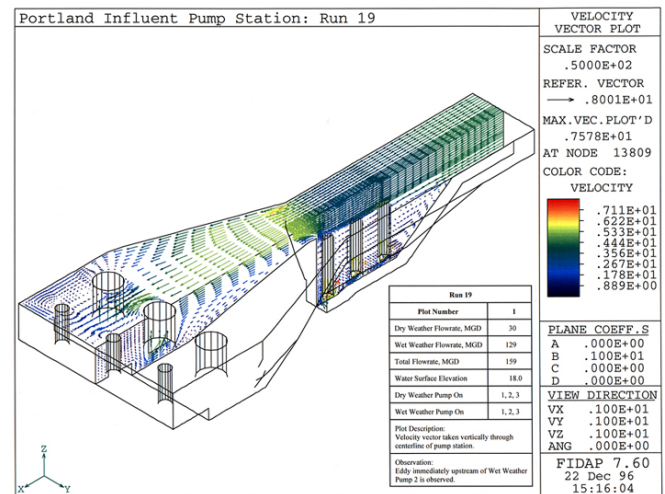 Portland Influent Pump Station: Run 19
VELOCITY
VECTOR PLOT
SCALE FACTOR
.5000E+02
REFER. VECTOR
.8001E+01
MAX.VEC.PLOT'D
.7578E+01
AT NODE 13809
COLOR CODE:
VELOCITY
.711E+01
.622E+01
.533E+01
.444E+01
.356E+01
.267E+01
.178E+01
.889E+00
PLANE COEFF.S
A .000E+00
B .100E+01
C .000E+00
D .000E+00
VIEW DIRECTION
VX .100E+01
VY .100E+01
VZ .100E+01
ANG .000E+00
FIDAP 7.60
22 Dec 96
15:16:04
Run 19
Plot Number 1
Dry Weather Flowrate, MGD 30
Wet Weather Flowrate, MGD 129
Total Flowrate, MGD 159
Water Surface Elevation 18.0
Dry Weather Pump On 1, 2, 3
Wet Weather Pump On 1, 2, 3
Plot Description:
Velocity vector taken vertically through
centerline of pump station.
Observation:
Eddy immediately upstream of Wet Weather
Pump 2 is observed.
Z
X
Y